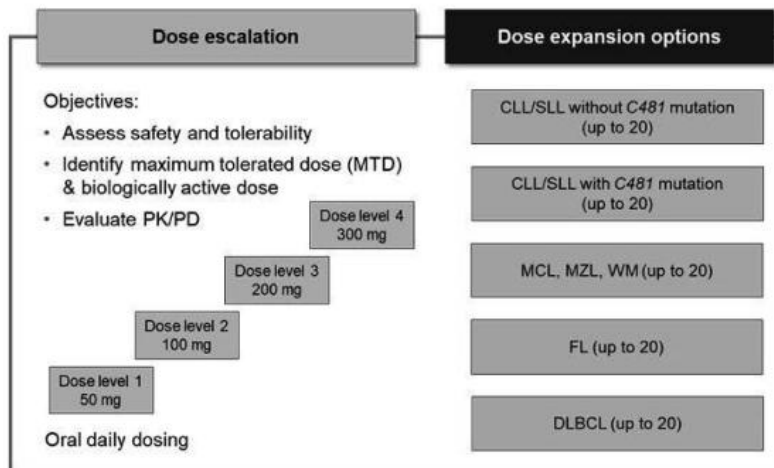 Dose escalation
Objectives:
• Assess safety and tolerability
• Identify maximum tolerated dose (MTD)
& biologically active dose
• Evaluate PK/PD
Dose level 4
300 mg
Dose level 3
200 mg
Dose level 2
100 mg
Dose level 1
50 mg
Oral daily dosing
Dose expansion options
CLL/SLL without C481 mutation
(up to 20)
CLL/SLL with C481 mutation
(up to 20)
MCL, MZL, WM (up to 20)
FL (up to 20)
DLBCL (up to 20)